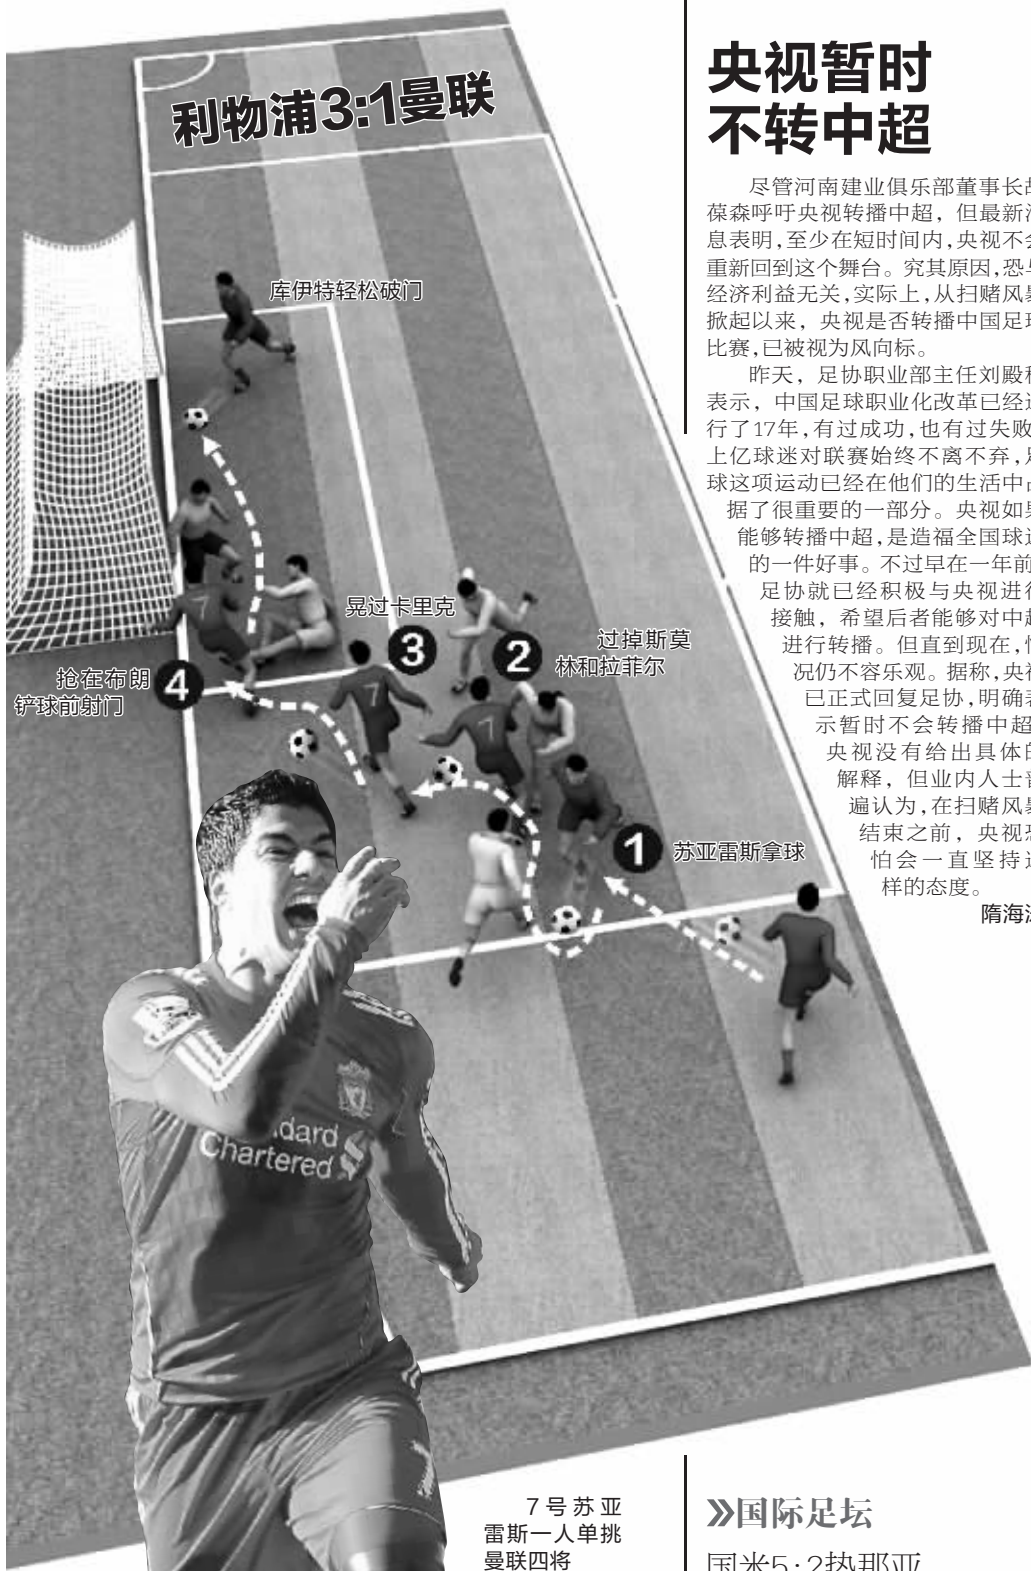 利物浦3:1曼联
库伊特轻松破门
晃过卡里克
3
2
过掉斯莫
林和拉菲尔
抢在布朗
铲球前射门
4
1
苏亚雷斯拿球
7
7
7
dard
Chartered
7
7号苏亚
雷斯一人单挑
曼联四将
央视暂时
不转中超
尽管河南建业俱乐部董事长
葆森呼吁央视转播中超，但最新
息表明，至少在短时间内，央视不
重新回到这个舞台。究其原因，恐
经济利益无关，实际上，从扫赌风
掀起以来，央视是否转播中国足
比赛，已被视为风向标。
昨天，足协职业部主任刘殿
表示，中国足球职业化改革已经
行了17年，有过成功，也有过失败
上亿球迷对联赛始终不离不弃，
球这项运动已经在他们的生活中
据了很重要的一部分。央视如
能够转播中超，是造福全国球
的一件好事。不过早在一年前
足协就已经积极与央视进
接触，希望后者能够对中
进行转播。但直到现在，
况仍不容乐观。据称，央
已正式回复足协，明确
示暂时不会转播中超
央视没有给出具体
解释，但业内人士
遍认为，在扫赌风
结束之前，央视
怕会一直坚持
样的态度。
隋海
»国际足坛
国米5:2热那亚